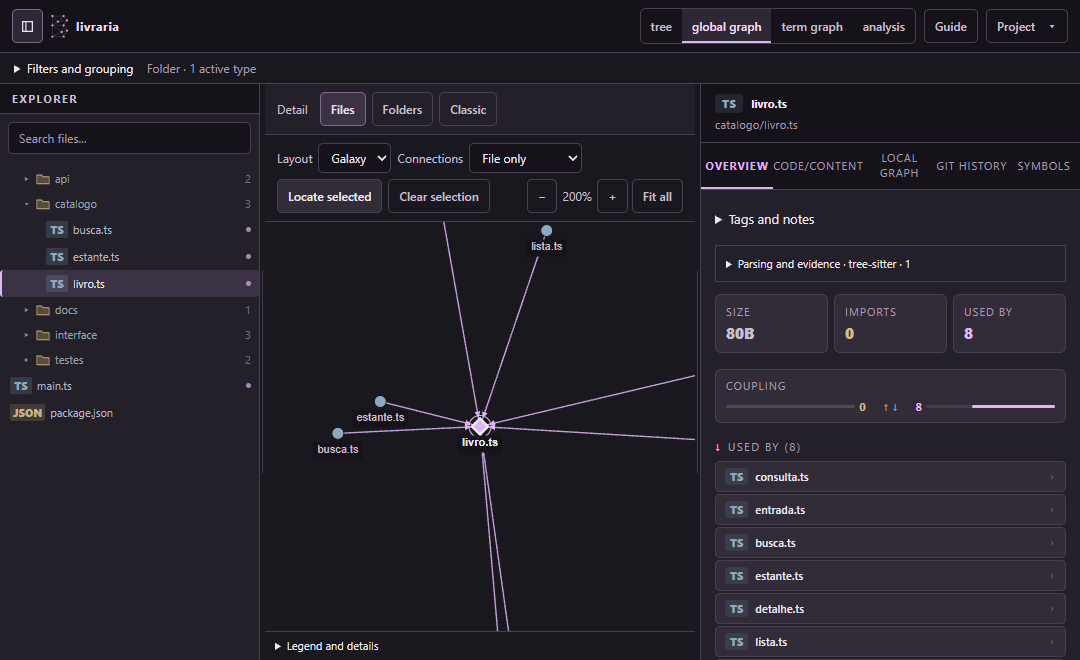 livraria
tree
global graph
term graph
analysis
Guide
Project
Filters and grouping
Folder · 1 active type
EXPLORER
Search files...
api 2
catalogo 3
TS busca.ts
TS estante.ts
TS livro.ts
docs 1
interface 3
testes 2
TS main.ts
JSON package.json
Detail
Files
Folders
Classic
Layout
Galaxy
Connections
File only
Locate selected
Clear selection
− 200% +
Fit all
lista.ts
estante.ts
busca.ts
livro.ts
Legend and details
TS livro.ts
catalogo/livro.ts
OVERVIEW
CODE/CONTENT
LOCAL
GRAPH
GIT HISTORY
SYMBOLS
Tags and notes
Parsing and evidence · tree-sitter · 1
SIZE
80B
IMPORTS
0
USED BY
8
COUPLING
0 ↑↓ 8
↓ USED BY (8)
TS consulta.ts
TS entrada.ts
TS busca.ts
TS estante.ts
TS detalhe.ts
TS lista.ts